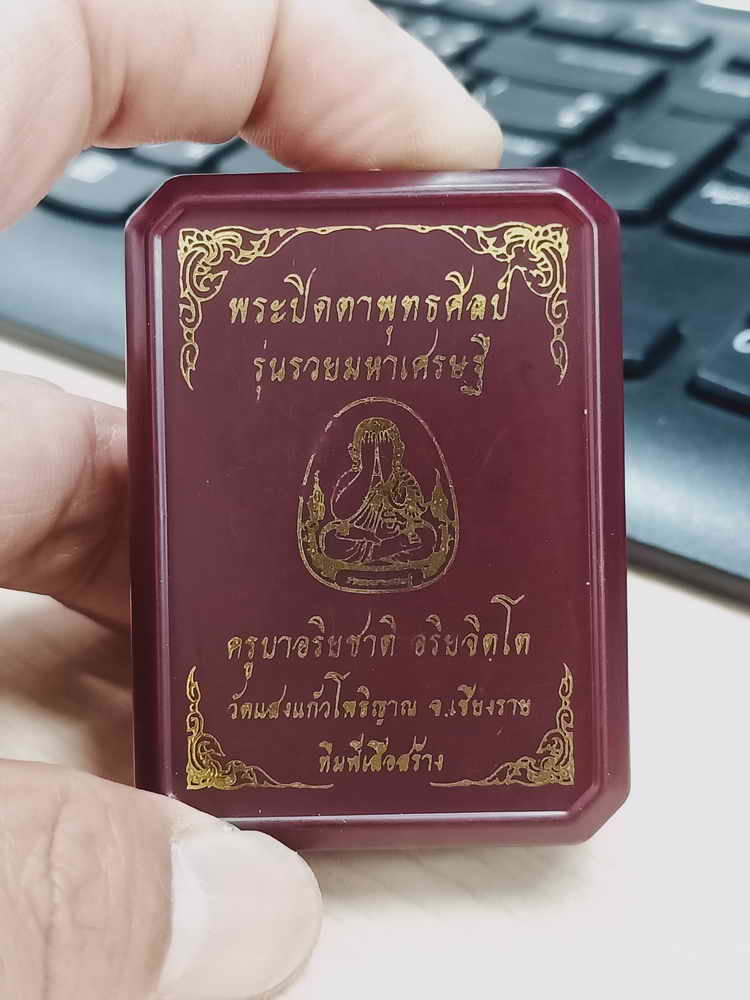 พระปิดตาพุทธศิลป์
รุ่นรวยมหาเศรษฐี
ครูบาอริยชาติ อริยจิตฺโต
วัดแสงแก้วโพธิญาณ จ.เชียงราย
ทีมพี่เสือสร้าง